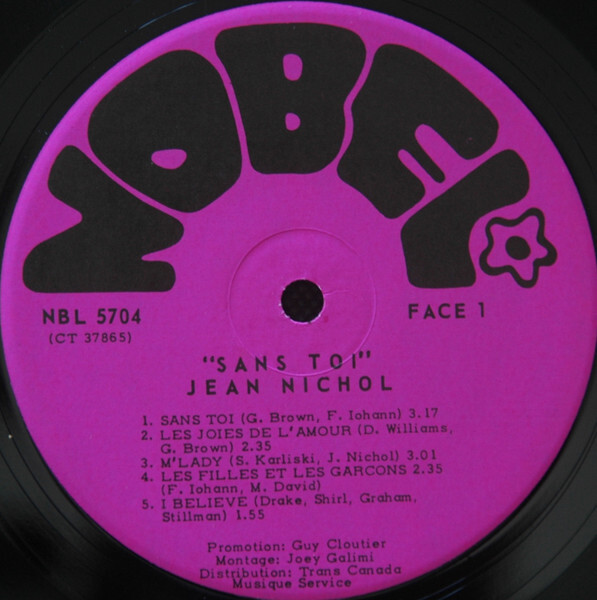 NOBEL
NBL 5704
FACE 1
(CT 37865)
"SANS TOI"
JEAN NICHOL
1. SANS TOI (G. Brown, F. Iohann) 3.17
2. LES JOIES DE L'AMOUR (D. Williams,
G. Brown) 2.35
3. M'LADY (S. Karliski, J. Nichol) 3.01
4. LES FILLES ET LES GARCONS 2.35
(F. Iohann, M. David)
5. I BELIEVE (Drake, Shirl, Graham,
Stillman) 1.55
Promotion: Guy Cloutier
Montage: Joey Galimi
Distribution: Trans Canada
Musique Service